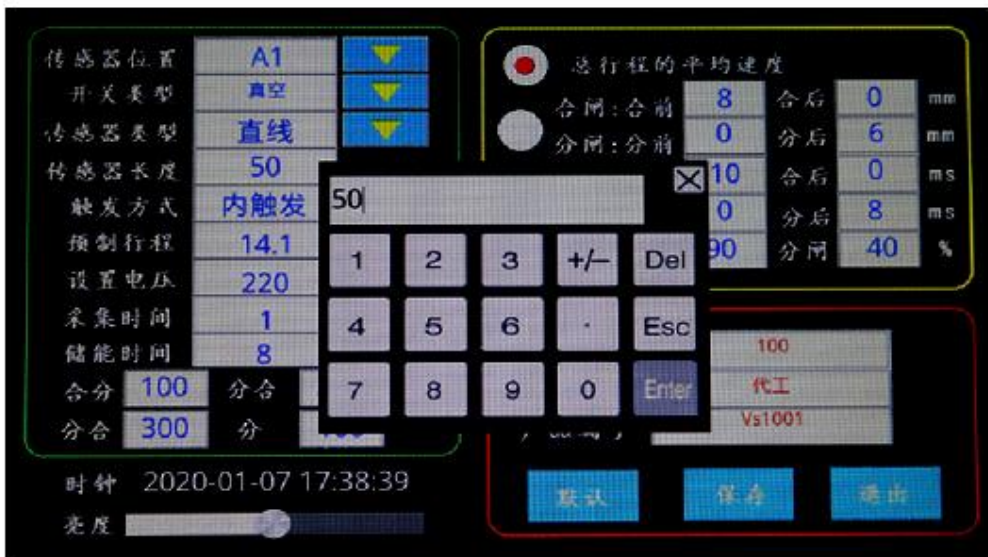 传感器位置 A1
开关类型 真空
传感器类型 直线
传感器长度 50
触发方式 内触发
预制行程 14.1
设置电压 220
采集时间 1
储能时间 8
合分 100 分合
分合 300 分
时钟 2020-01-07 17:38:39
亮度
总行程的平均速度
合闸:合前 8 合后 0 mm
分闸:分前 0 分后 6 mm
10 合后 0 ms
0 分后 8 ms
90 分闸 40 %
50
1 2 3 +/- Del
4 5 6 . Esc
7 8 9 0 Enter
100
代工
Vs1001
默认 保存 退出